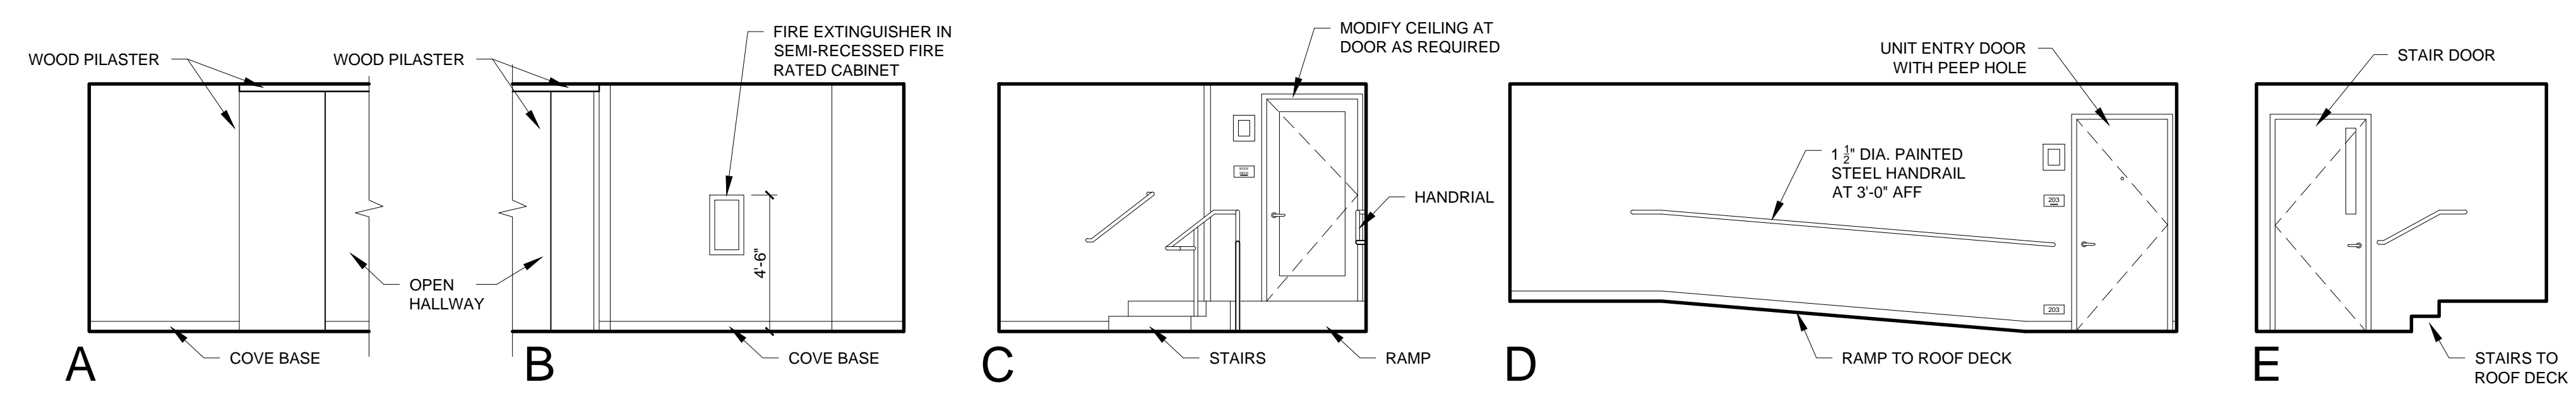 WOOD PILASTER
WOOD PILASTER
FIRE EXTINGUISHER IN
SEMI-RECESSED FIRE
RATED CABINET
4'-6"
OPEN
HALLWAY
COVE BASE
COVE BASE
A
B
MODIFY CEILING AT
DOOR AS REQUIRED
HANDRIAL
STAIRS
RAMP
C
UNIT ENTRY DOOR
WITH PEEP HOLE
1 1/2" DIA. PAINTED
STEEL HANDRAIL
AT 3'-0" AFF
203
203
RAMP TO ROOF DECK
D
STAIR DOOR
STAIRS TO
ROOF DECK
E